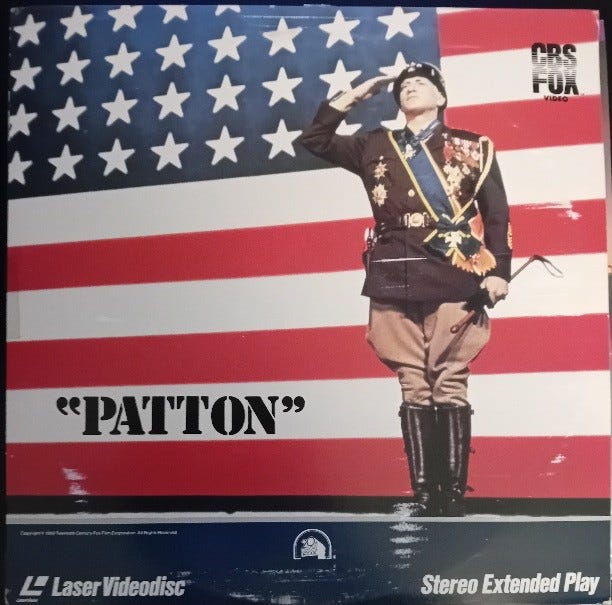 CBS
FOX
VIDEO
“PATTON”
LaserVideodisc
Stereo Extended Play